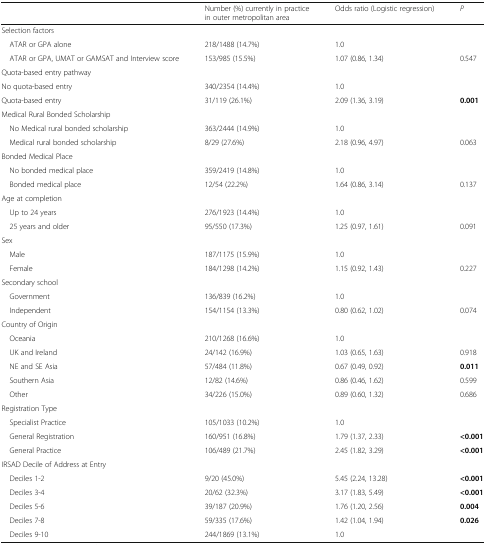 Number (%) currently in practice in outer metropolitan area Odds ratio (Logistic regression) P
Selection factors
ATAR or GPA alone 218/1488 (14.7%) 1.0
ATAR or GPA, UMAT or GAMSAT and Interview score 153/985 (15.5%) 1.07 (0.86, 1.34) 0.547
Quota-based entry pathway
No quota-based entry 340/2354 (14.4%) 1.0
Quota-based entry 31/119 (26.1%) 2.09 (1.36, 3.19) 0.001
Medical Rural Bonded Scholarship
No Medical rural bonded scholarship 363/2444 (14.9%) 1.0
Medical rural bonded scholarship 8/29 (27.6%) 2.18 (0.96, 4.97) 0.063
Bonded Medical Place
No bonded medical place 359/2419 (14.8%) 1.0
Bonded medical place 12/54 (22.2%) 1.64 (0.86, 3.14) 0.137
Age at completion
Up to 24 years 276/1923 (14.4%) 1.0
25 years and older 95/550 (17.3%) 1.25 (0.97, 1.61) 0.091
Sex
Male 187/1175 (15.9%) 1.0
Female 184/1298 (14.2%) 1.15 (0.92, 1.43) 0.227
Secondary school
Government 136/839 (16.2%) 1.0
Independent 154/1154 (13.3%) 0.80 (0.62, 1.02) 0.074
Country of Origin
Oceania 210/1268 (16.6%) 1.0
UK and Ireland 24/142 (16.9%) 1.03 (0.65, 1.63) 0.918
NE and SE Asia 57/484 (11.8%) 0.67 (0.49, 0.92) 0.011
Southern Asia 12/82 (14.6%) 0.86 (0.46, 1.62) 0.599
Other 34/226 (15.0%) 0.89 (0.60, 1.32) 0.686
Registration Type
Specialist Practice 105/1033 (10.2%) 1.0
General Registration 160/951 (16.8%) 1.79 (1.37, 2.33) <0.001
General Practice 106/489 (21.7%) 2.45 (1.82, 3.29) <0.001
IRSAD Decile of Address at Entry
Deciles 1-2 9/20 (45.0%) 5.45 (2.24, 13.28) <0.001
Deciles 3-4 20/62 (32.3%) 3.17 (1.83, 5.49) <0.001
Deciles 5-6 39/187 (20.9%) 1.76 (1.20, 2.56) 0.004
Deciles 7-8 59/335 (17.6%) 1.42 (1.04, 1.94) 0.026
Deciles 9-10 244/1869 (13.1%) 1.0